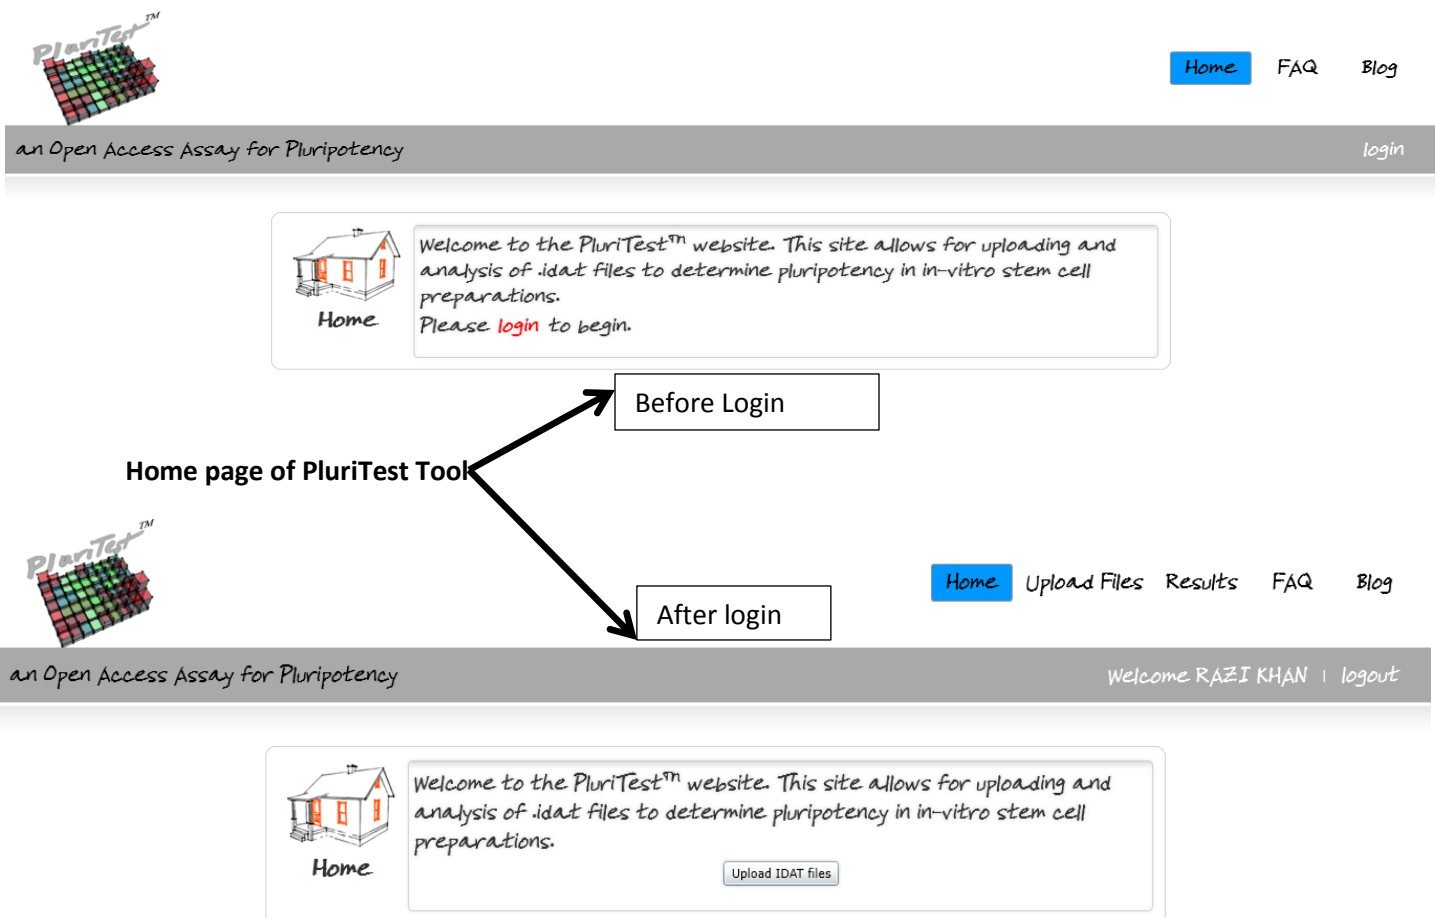 PluriTest™
Home FAQ Blog
an Open Access Assay for Pluripotency login
Welcome to the PluriTest™ website. This site allows for uploading and
analysis of .idat files to determine pluripotency in in-vitro stem cell
preparations.
Please login to begin.
Home
Before Login
Home page of PluriTest Tool
PluriTest™
After login
Home Upload Files Results FAQ Blog
an Open Access Assay for Pluripotency Welcome RAZI KHAN | logout
Welcome to the PluriTest™ website. This site allows for uploading and
analysis of .idat files to determine pluripotency in in-vitro stem cell
preparations.
Home
Upload IDAT files